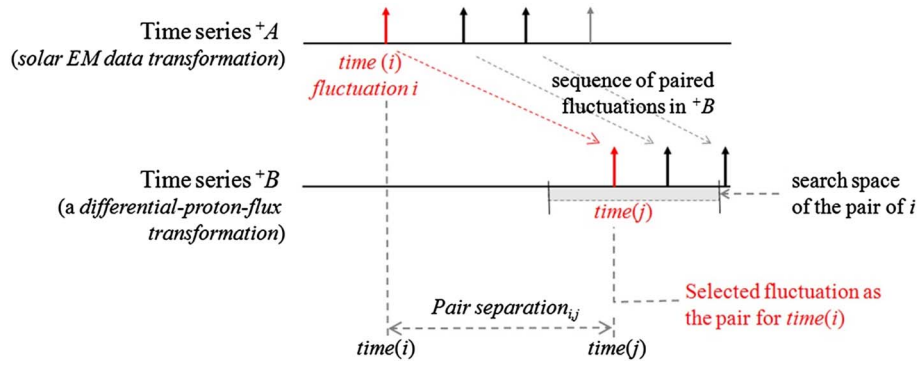 Time series ⁺A
(solar EM data transformation)
time (i)
fluctuation i
sequence of paired
fluctuations in ⁺B
Time series ⁺B
(a differential-proton-flux
transformation)
time(j)
search space
of the pair of i
Selected fluctuation as
the pair for time(i)
Pair separationᵢ,ⱼ
time(i)
time(j)